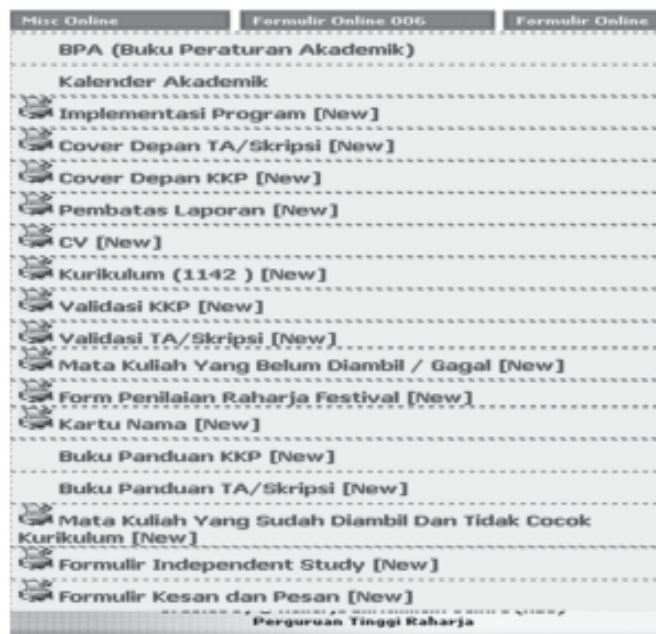 Misc Online Formulir Online 006 Formulir Online
BPA (Buku Peraturan Akademik)
Kalender Akademik
Implementasi Program [New]
Cover Depan TA/Skripsi [New]
Cover Depan KKP [New]
Pembatas Laporan [New]
CV [New]
Kurikulum (1142 ) [New]
Validasi KKP [New]
Validasi TA/Skripsi [New]
Mata Kuliah Yang Belum Diambil / Gagal [New]
Form Penilaian Raharja Festival [New]
Kartu Nama [New]
Buku Panduan KKP [New]
Buku Panduan TA/Skripsi [New]
Mata Kuliah Yang Sudah Diambil Dan Tidak Cocok
Kurikulum [New]
Formulir Independent Study [New]
Formulir Kesan dan Pesan [New]
Perguruan Tinggi Raharja